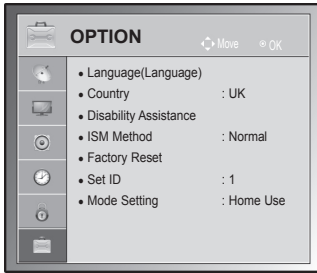 OPTION
Move OK
• Language(Language)
• Country : UK
• Disability Assistance
• ISM Method : Normal
• Factory Reset
• Set ID : 1
• Mode Setting : Home Use